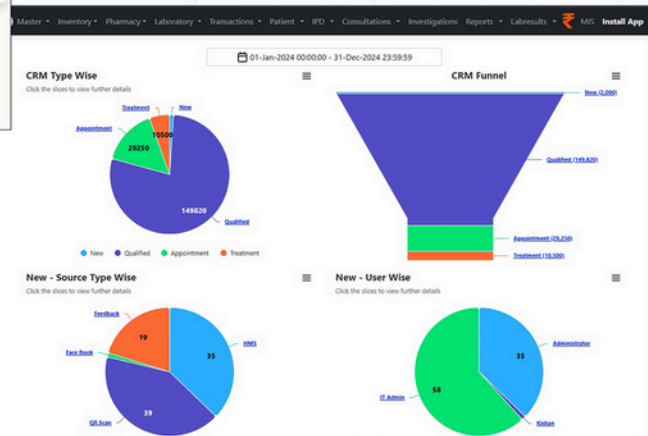 Master Inventory Pharmacy Laboratory Transactions Patient IPD Consultations Investigations Reports Labresults ₹ MIS Install App
01-Jan-2024 00:00:00 - 31-Dec-2024 23:59:59
CRM Type Wise
Click the slices to view further details
Treatment
New
Appointment
10500
29250
149820
Qualified
New Qualified Appointment Treatment
CRM Funnel
New (2,000)
Qualified (149,820)
Appointment (29,250)
Treatment (10,500)
New - Source Type Wise
Click the slices to view further details
Feedback
19
35
HMS
Face Book
39
QR Scan
New - User Wise
Click the slices to view further details
35
Administrator
58
IT Admin
Kishan